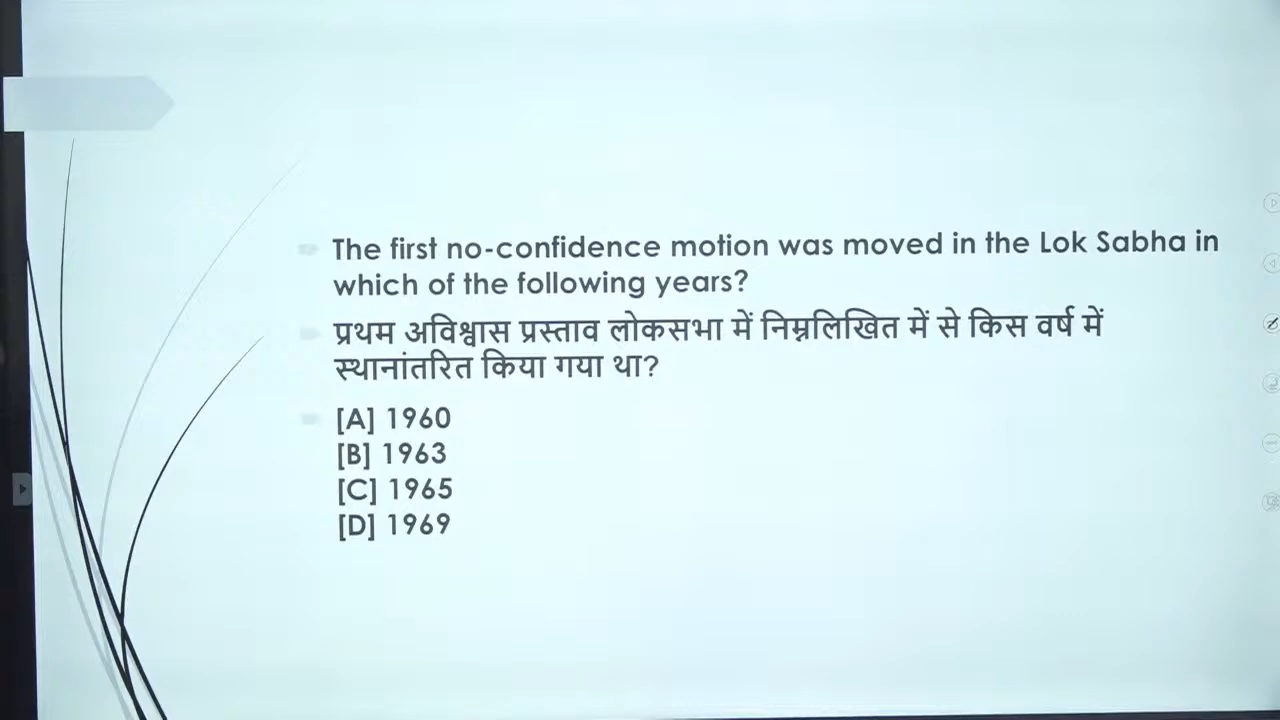 The first no-confidence motion was moved in the Lok Sabha in
which of the following years?
प्रथम अविश्वास प्रस्ताव लोकसभा में निम्नलिखित में से किस वर्ष में
स्थानांतरित किया गया था?
[A] 1960
[B] 1963
[C] 1965
[D] 1969